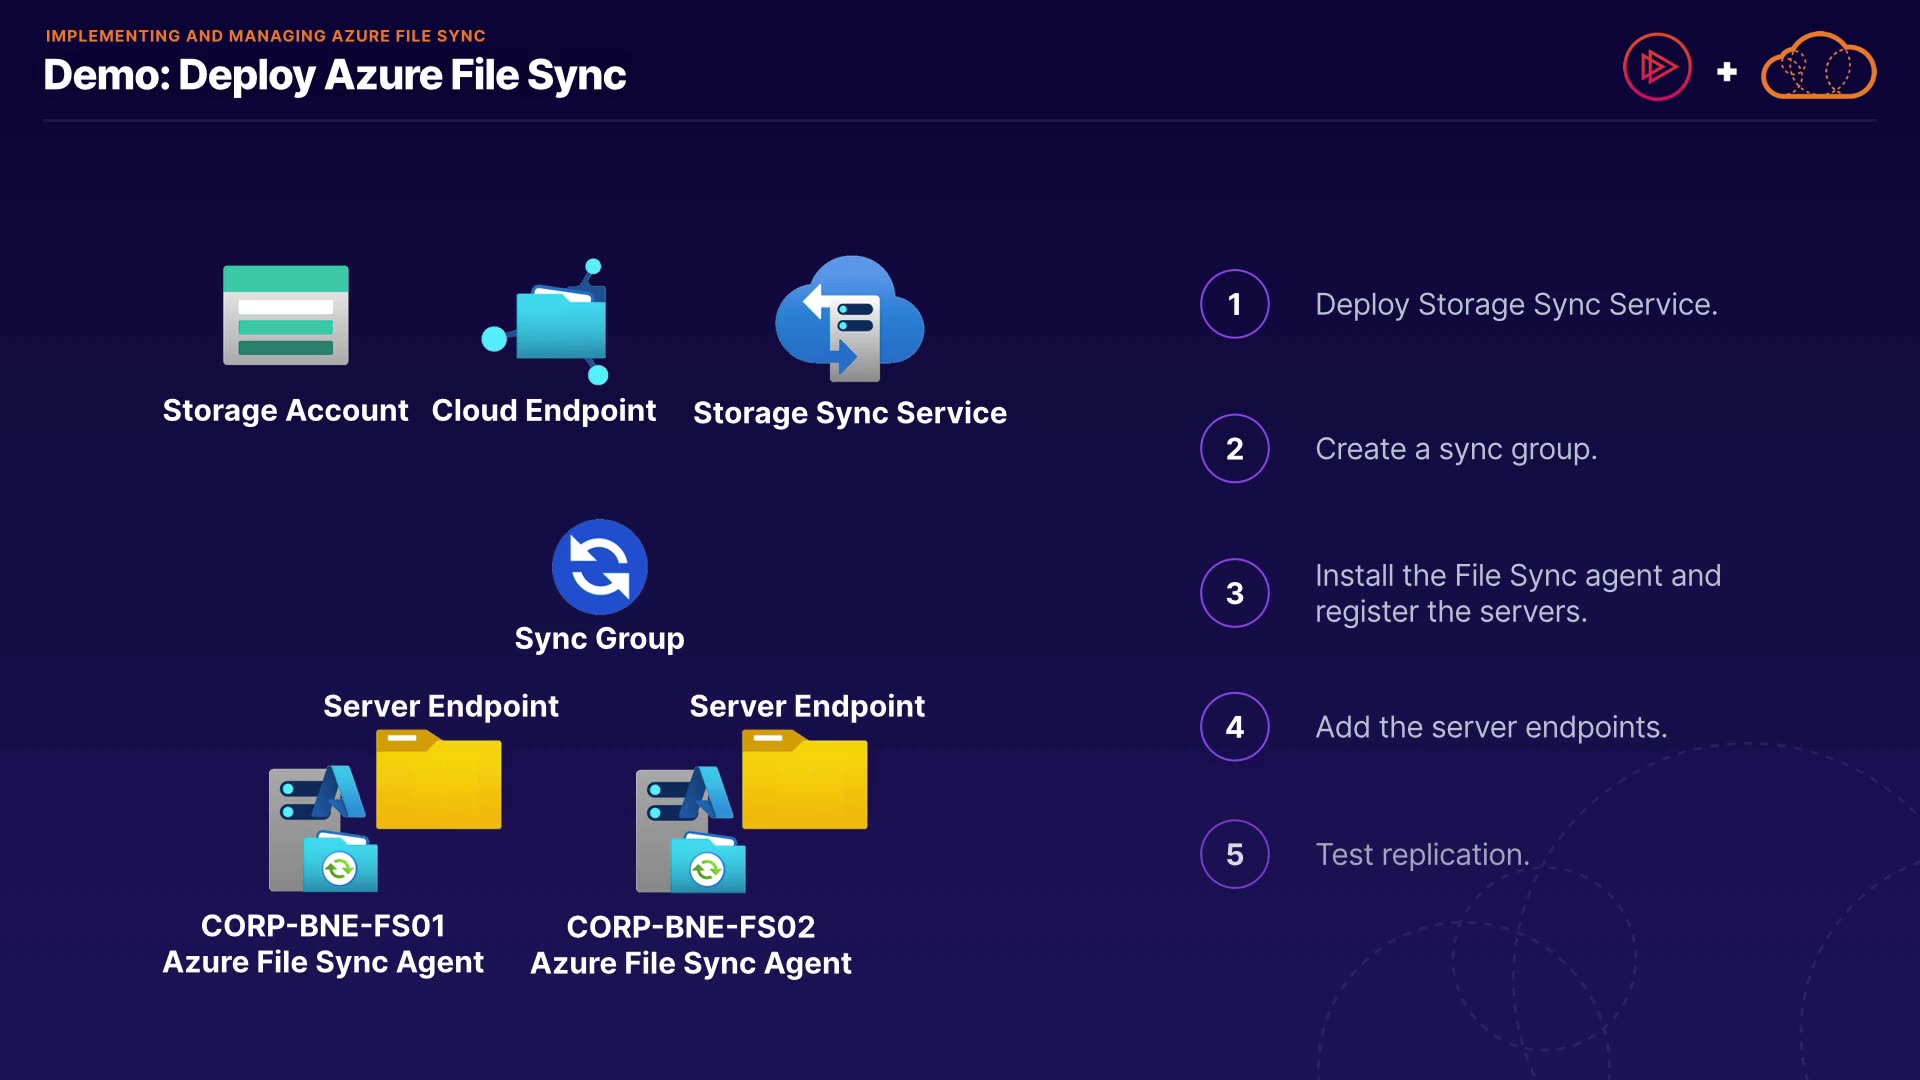 IMPLEMENTING AND MANAGING AZURE FILE SYNC
Demo: Deploy Azure File Sync
Storage Account
Cloud Endpoint
Storage Sync Service
Sync Group
Server Endpoint
Server Endpoint
CORP-BNE-FS01
Azure File Sync Agent
CORP-BNE-FS02
Azure File Sync Agent
1
Deploy Storage Sync Service.
2
Create a sync group.
3
Install the File Sync agent and
register the servers.
4
Add the server endpoints.
5
Test replication.